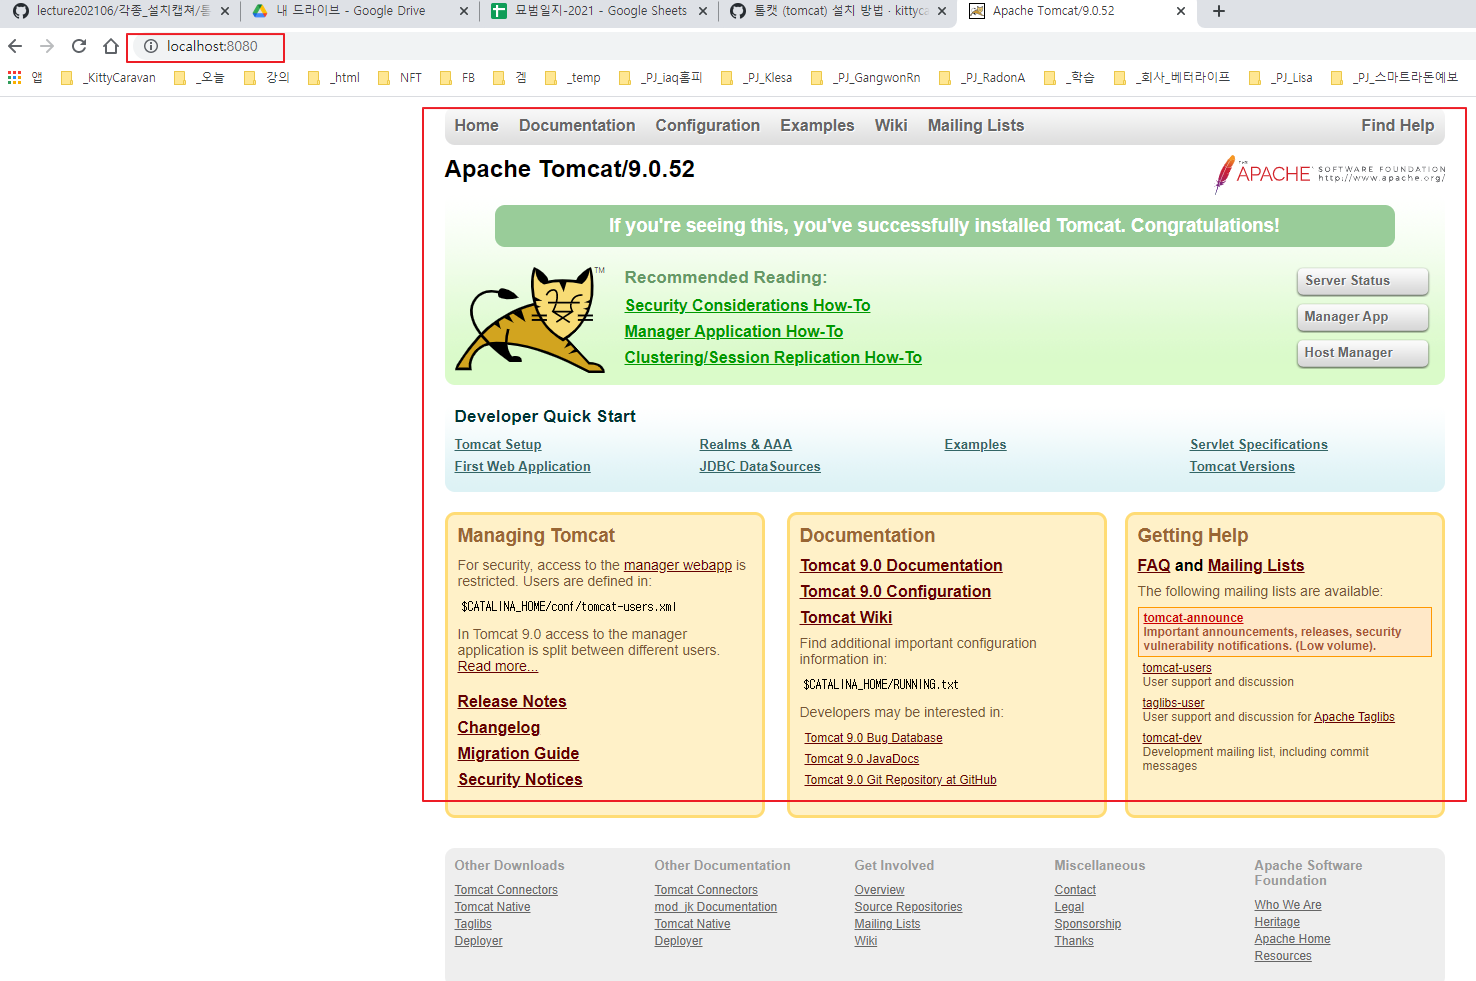 lecture202106/각종_설치캡쳐/톰
내 드라이브 - Google Drive
묘범일지-2021 - Google Sheets
톰캣 (tomcat) 설치 방법 · kittyca
Apache Tomcat/9.0.52
localhost:8080
앱 _KittyCaravan _오늘 강의 _html NFT FB 겜 _temp _PJ_iaq홈피 _PJ_Klesa _PJ_GangwonRn _PJ_RadonA _학습 _회사_베터라이프 _PJ_Lisa _PJ_스마트라돈예보
Home Documentation Configuration Examples Wiki Mailing Lists Find Help
Apache Tomcat/9.0.52
THE APACHE SOFTWARE FOUNDATION
http://www.apache.org/
If you're seeing this, you've successfully installed Tomcat. Congratulations!
TM
Recommended Reading:
Security Considerations How-To
Manager Application How-To
Clustering/Session Replication How-To
Server Status
Manager App
Host Manager
Developer Quick Start
Tomcat Setup
First Web Application
Realms & AAA
JDBC DataSources
Examples
Servlet Specifications
Tomcat Versions
Managing Tomcat
For security, access to the manager webapp is
restricted. Users are defined in:
$CATALINA_HOME/conf/tomcat-users.xml
In Tomcat 9.0 access to the manager
application is split between different users.
Read more...
Release Notes
Changelog
Migration Guide
Security Notices
Documentation
Tomcat 9.0 Documentation
Tomcat 9.0 Configuration
Tomcat Wiki
Find additional important configuration
information in:
$CATALINA_HOME/RUNNING.txt
Developers may be interested in:
Tomcat 9.0 Bug Database
Tomcat 9.0 JavaDocs
Tomcat 9.0 Git Repository at GitHub
Getting Help
FAQ and Mailing Lists
The following mailing lists are available:
tomcat-announce
Important announcements, releases, security
vulnerability notifications. (Low volume).
tomcat-users
User support and discussion
taglibs-user
User support and discussion for Apache Taglibs
tomcat-dev
Development mailing list, including commit
messages
Other Downloads
Tomcat Connectors
Tomcat Native
Taglibs
Deployer
Other Documentation
Tomcat Connectors
mod_jk Documentation
Tomcat Native
Deployer
Get Involved
Overview
Source Repositories
Mailing Lists
Wiki
Miscellaneous
Contact
Legal
Sponsorship
Thanks
Apache Software
Foundation
Who We Are
Heritage
Apache Home
Resources